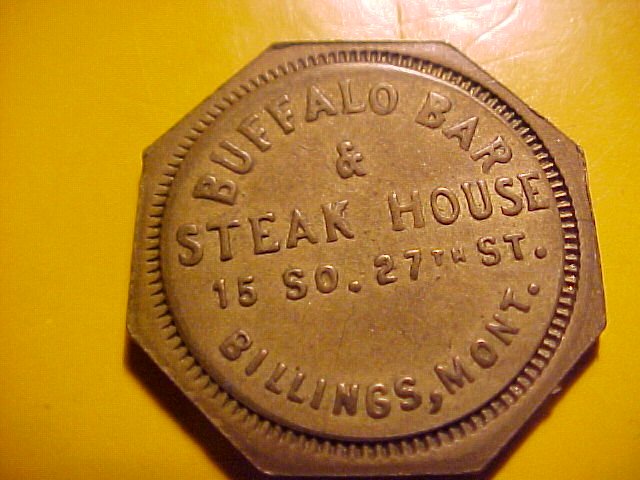 BUFFALO BAR
&
STEAK HOUSE
15 SO. 27TH ST.
BILLINGS, MONT.